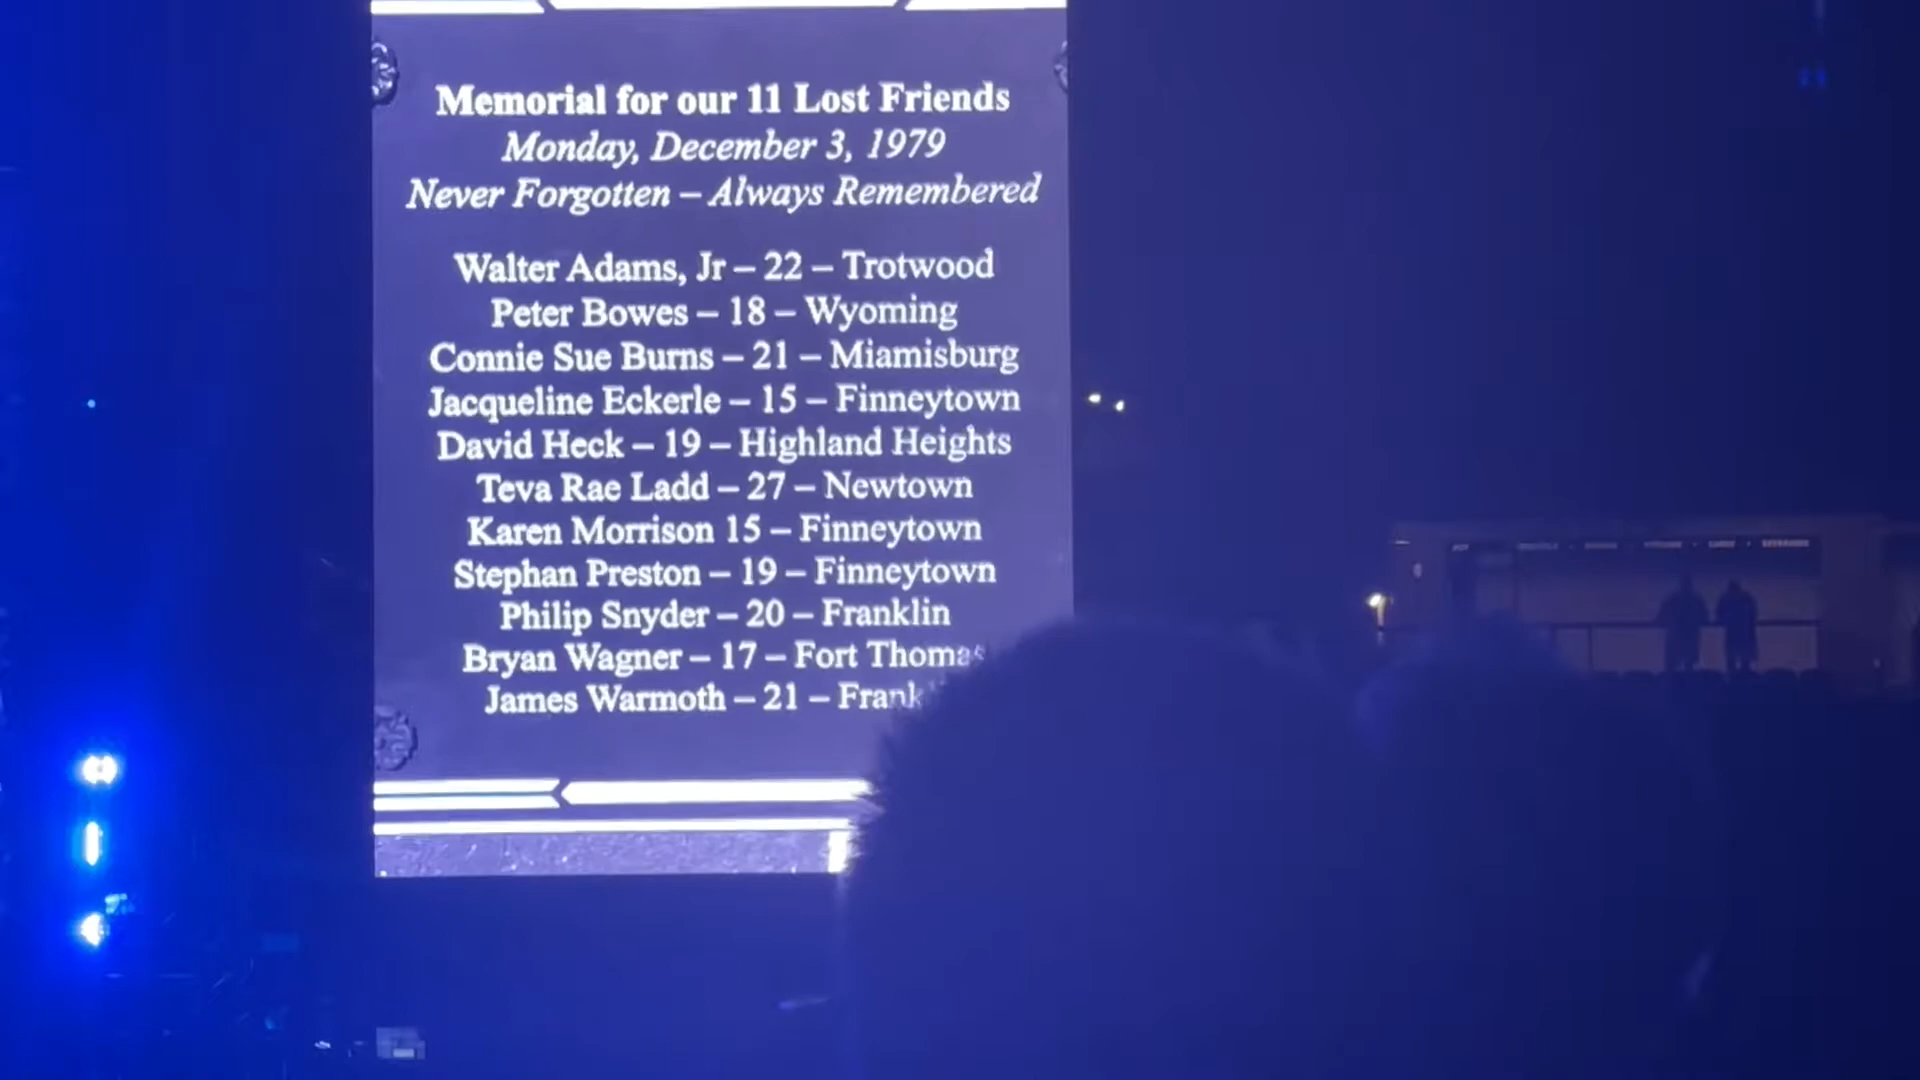 Memorial for our 11 Lost Friends
Monday, December 3, 1979
Never Forgotten – Always Remembered
Walter Adams, Jr – 22 – Trotwood
Peter Bowes – 18 – Wyoming
Connie Sue Burns – 21 – Miamisburg
Jacqueline Eckerle – 15 – Finneytown
David Heck – 19 – Highland Heights
Teva Rae Ladd – 27 – Newtown
Karen Morrison 15 – Finneytown
Stephan Preston – 19 – Finneytown
Philip Snyder – 20 – Franklin
Bryan Wagner – 17 – Fort Thomas
James Warmoth – 21 –